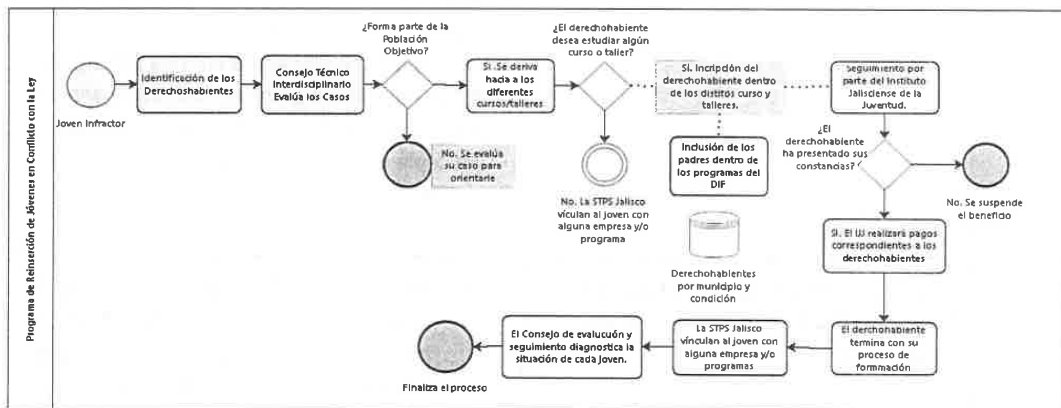 Programa de Reinserción de Jóvenes en Conflicto con la Ley
Joven Infractor
Identificación de los
Derechoshabientes
Consejo Técnico
Interdisciplinario
Evalúa los Casos
¿Forma parte de la
Población
Objetivo?
No. Se evalúa
su caso para
orientarle
Si .Se deriva
hacia a los
diferentes
cursos/talleres
¿El derechohabiente
desea estudiar algún
curso o taller?
No. La STPS Jalisco
vículan al joven con
alguna empresa y/o
programa
Sí. Incripción del
derechohabiente dentro
de los distitos curso y
talleres.
Inclusión de los
padres dentro de
los programas del
DIF
Derechohabientes
por municipio y
condición
Seguimiento por
parte del Instituto
Jalisciense de la
Juventud.
¿El
derechohabiente
ha presentado sus
constancias?
No. Se suspende
el beneficio
Sí. El IJJ realizará pagos
correspondientes a los
derechohabientes
El derchohabiente
termina con su
proceso de
formmación
La STPS Jalisco
vínculan al joven con
alguna empresa y/o
programas
El Consejo de evalucuión y
seguimiento diagnostica la
situación de cada Joven.
Finaliza el proceso